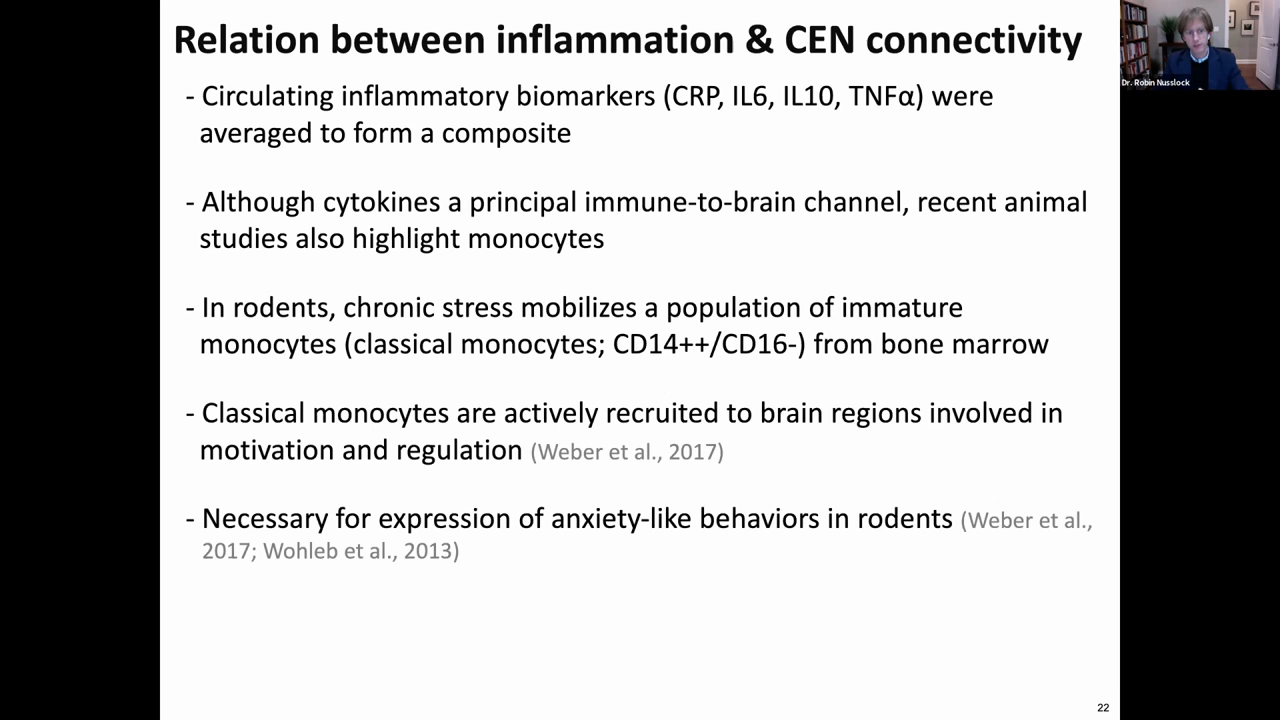 Relation between inflammation & CEN connectivity
- Circulating inflammatory biomarkers (CRP, IL6, IL10, TNFα) were
averaged to form a composite
- Although cytokines a principal immune-to-brain channel, recent animal
studies also highlight monocytes
- In rodents, chronic stress mobilizes a population of immature
monocytes (classical monocytes; CD14++/CD16-) from bone marrow
- Classical monocytes are actively recruited to brain regions involved in
motivation and regulation (Weber et al., 2017)
- Necessary for expression of anxiety-like behaviors in rodents (Weber et al.,
2017; Wohleb et al., 2013)
22
Dr. Robin Nusslock